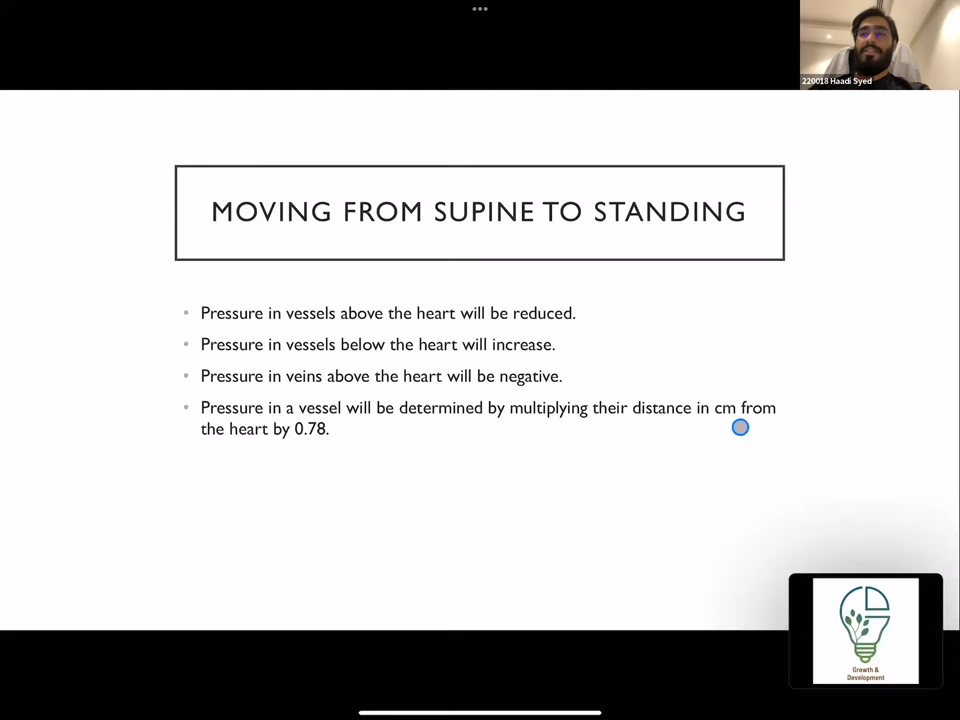 220018 Haadi Syed
MOVING FROM SUPINE TO STANDING
• Pressure in vessels above the heart will be reduced.
• Pressure in vessels below the heart will increase.
• Pressure in veins above the heart will be negative.
• Pressure in a vessel will be determined by multiplying their distance in cm from
the heart by 0.78.
Growth &
Development